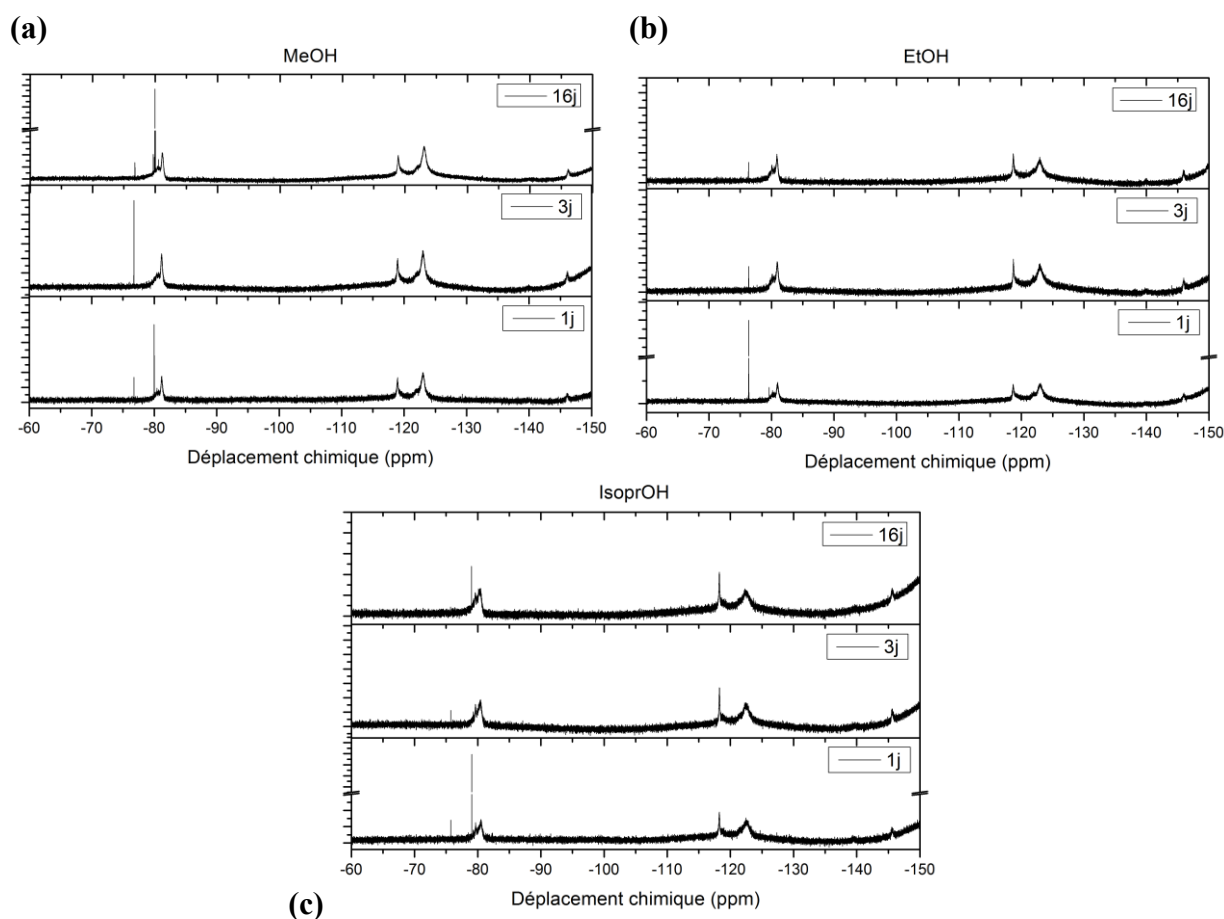 (a)
MeOH
16j
3j
1j
-60 -70 -80 -90 -100 -110 -120 -130 -140 -150
Déplacement chimique (ppm)
(b)
EtOH
16j
3j
1j
-60 -70 -80 -90 -100 -110 -120 -130 -140 -150
Déplacement chimique (ppm)
IsoprOH
16j
3j
1j
-60 -70 -80 -90 -100 -110 -120 -130 -140 -150
Déplacement chimique (ppm)
(c)